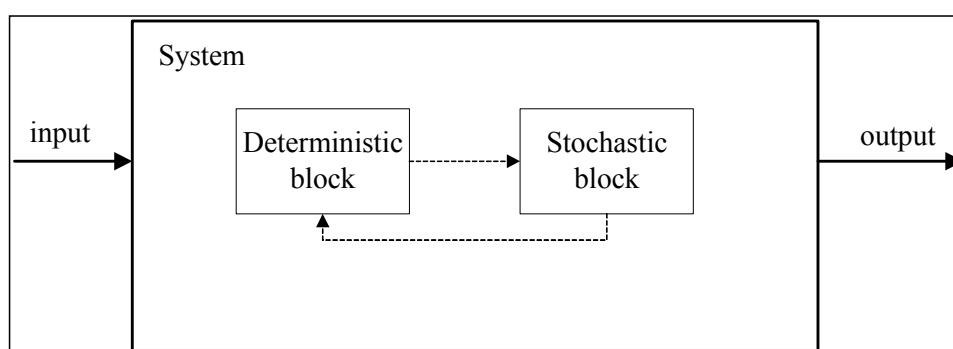 System
input
Deterministic
block
Stochastic
block
output